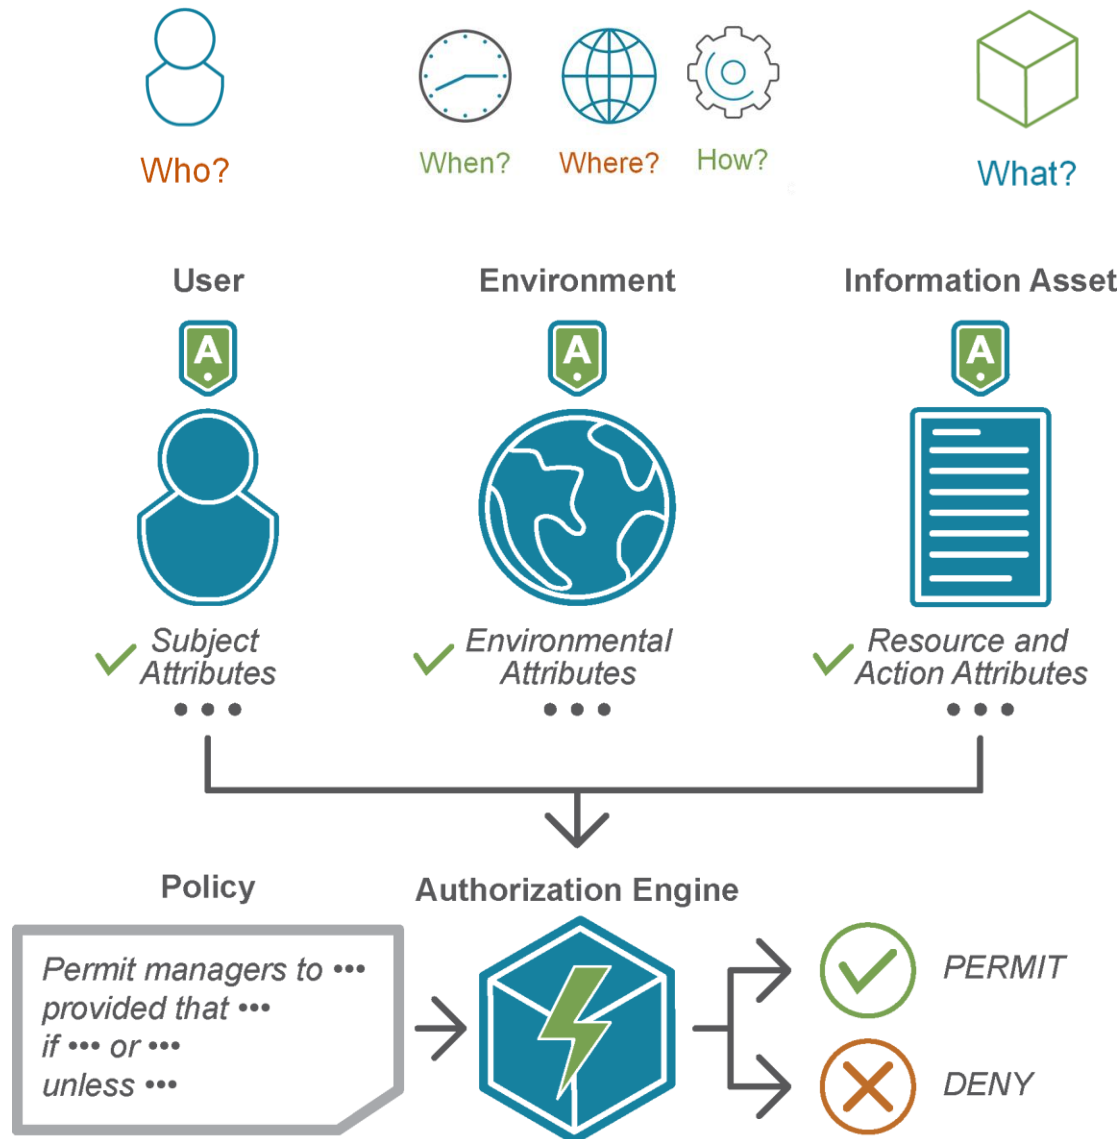 Who?
When?
Where?
How?
What?
User
Environment
Information Asset
A
A
A
Subject
Attributes
•••
Environmental
Attributes
•••
Resource and
Action Attributes
•••
Policy
Authorization Engine
Permit managers to •••
provided that •••
if ••• or •••
unless •••
PERMIT
DENY